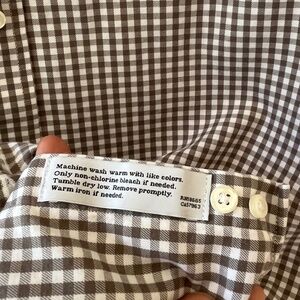 Machine wash warm with like colors.
Only non-chlorine bleach if needed.
Tumble dry low. Remove promptly.
Warm iron if needed.
CA57963